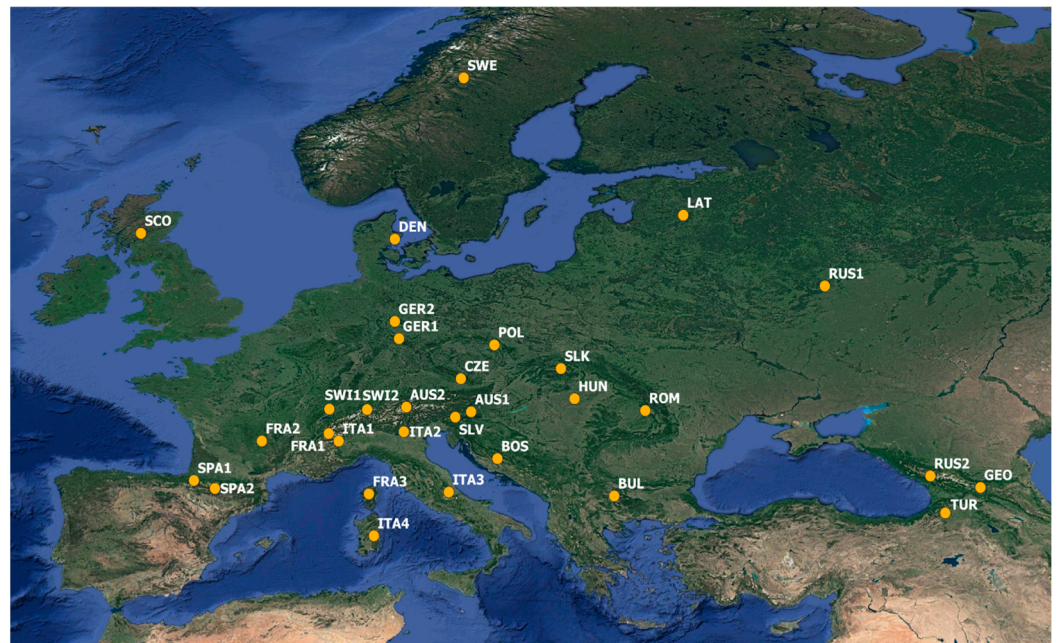 SWE
LAT
SCO
DEN
RUS1
GER2
GER1
POL
SLK
CZE
HUN
SWI1
SWI2
AUS2
AUS1
ROM
FRA2
FRA1
ITA1
ITA2
SLV
BOS
SPA1
SPA2
FRA3
ITA3
BUL
RUS2
GEO
TUR
ITA4